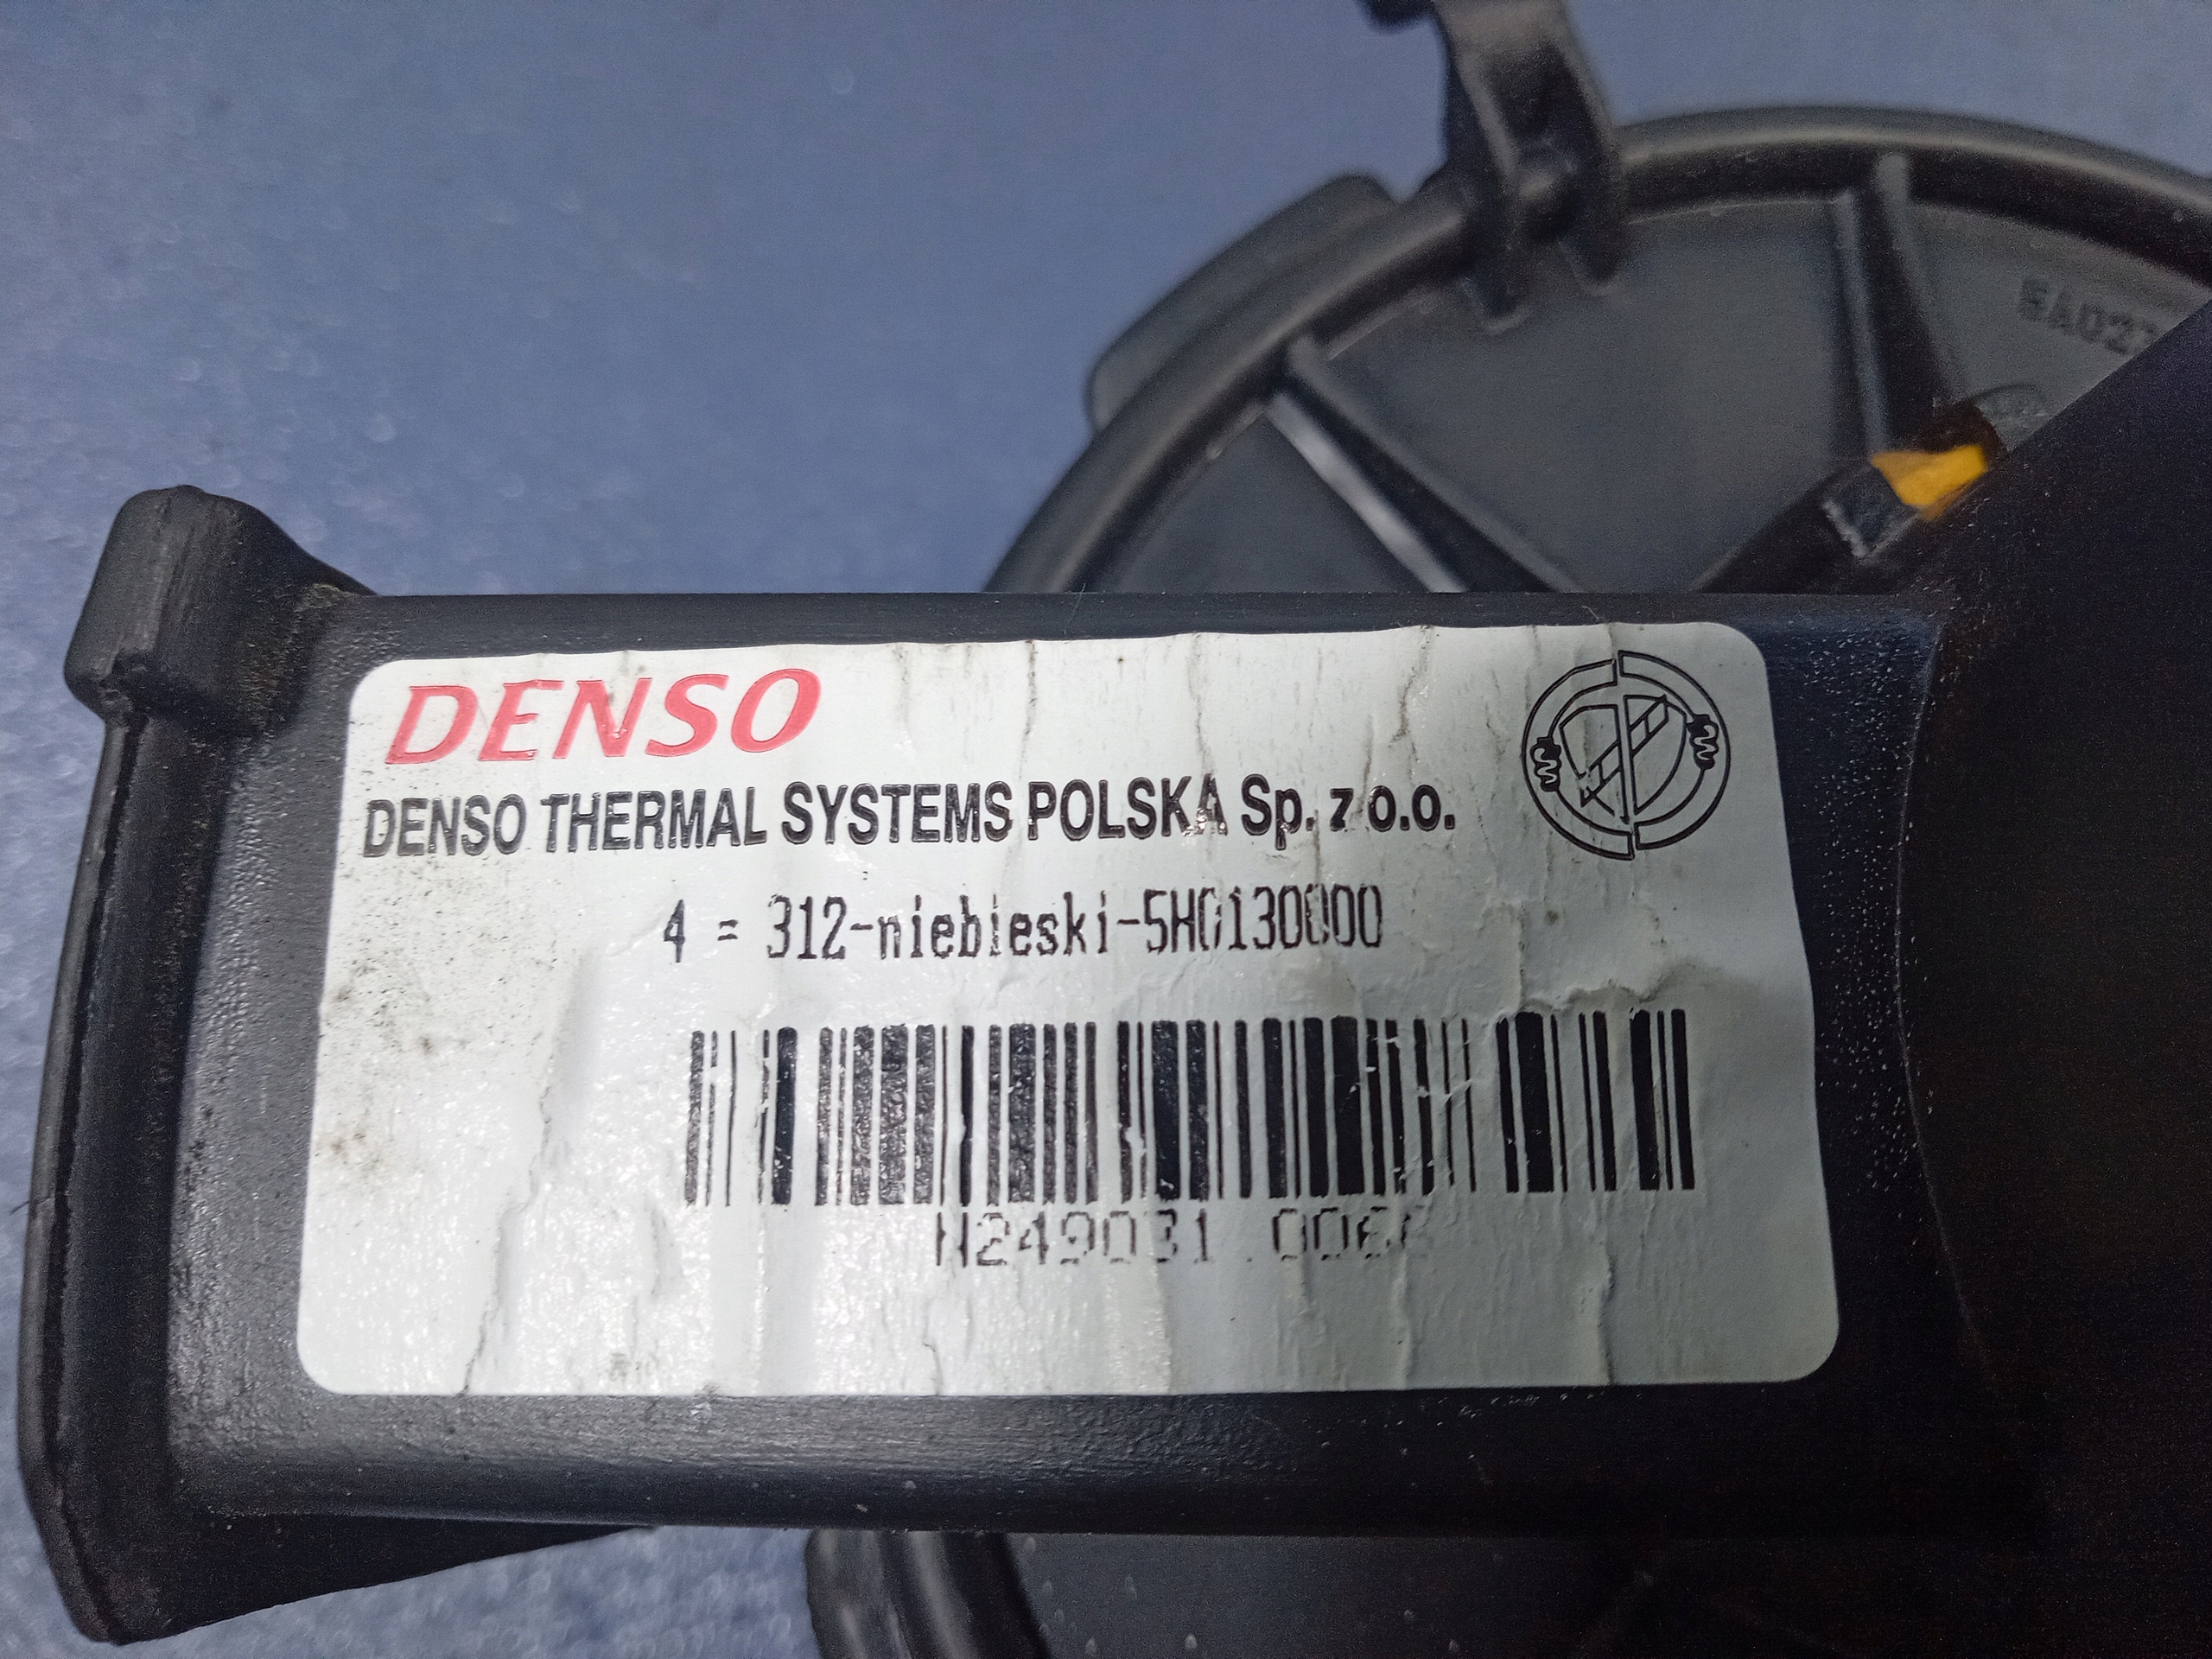 DENSO
DENSO THERMAL SYSTEMS POLSKA Sp. z o.o.
4 = 312-niebieski-5H0130000